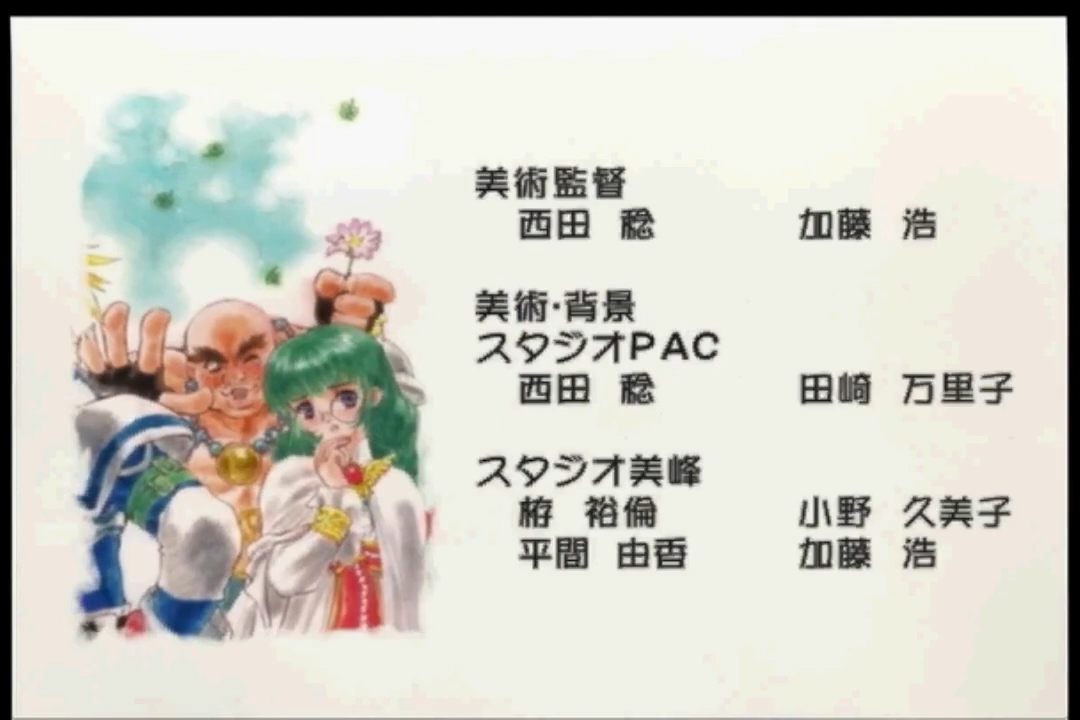 美術監督
西田 稔 加藤 浩
美術・背景
スタジオPAC
西田 稔 田崎 万里子
スタジオ美峰
裕倫 小野 久美子
平間 由香 加藤 浩